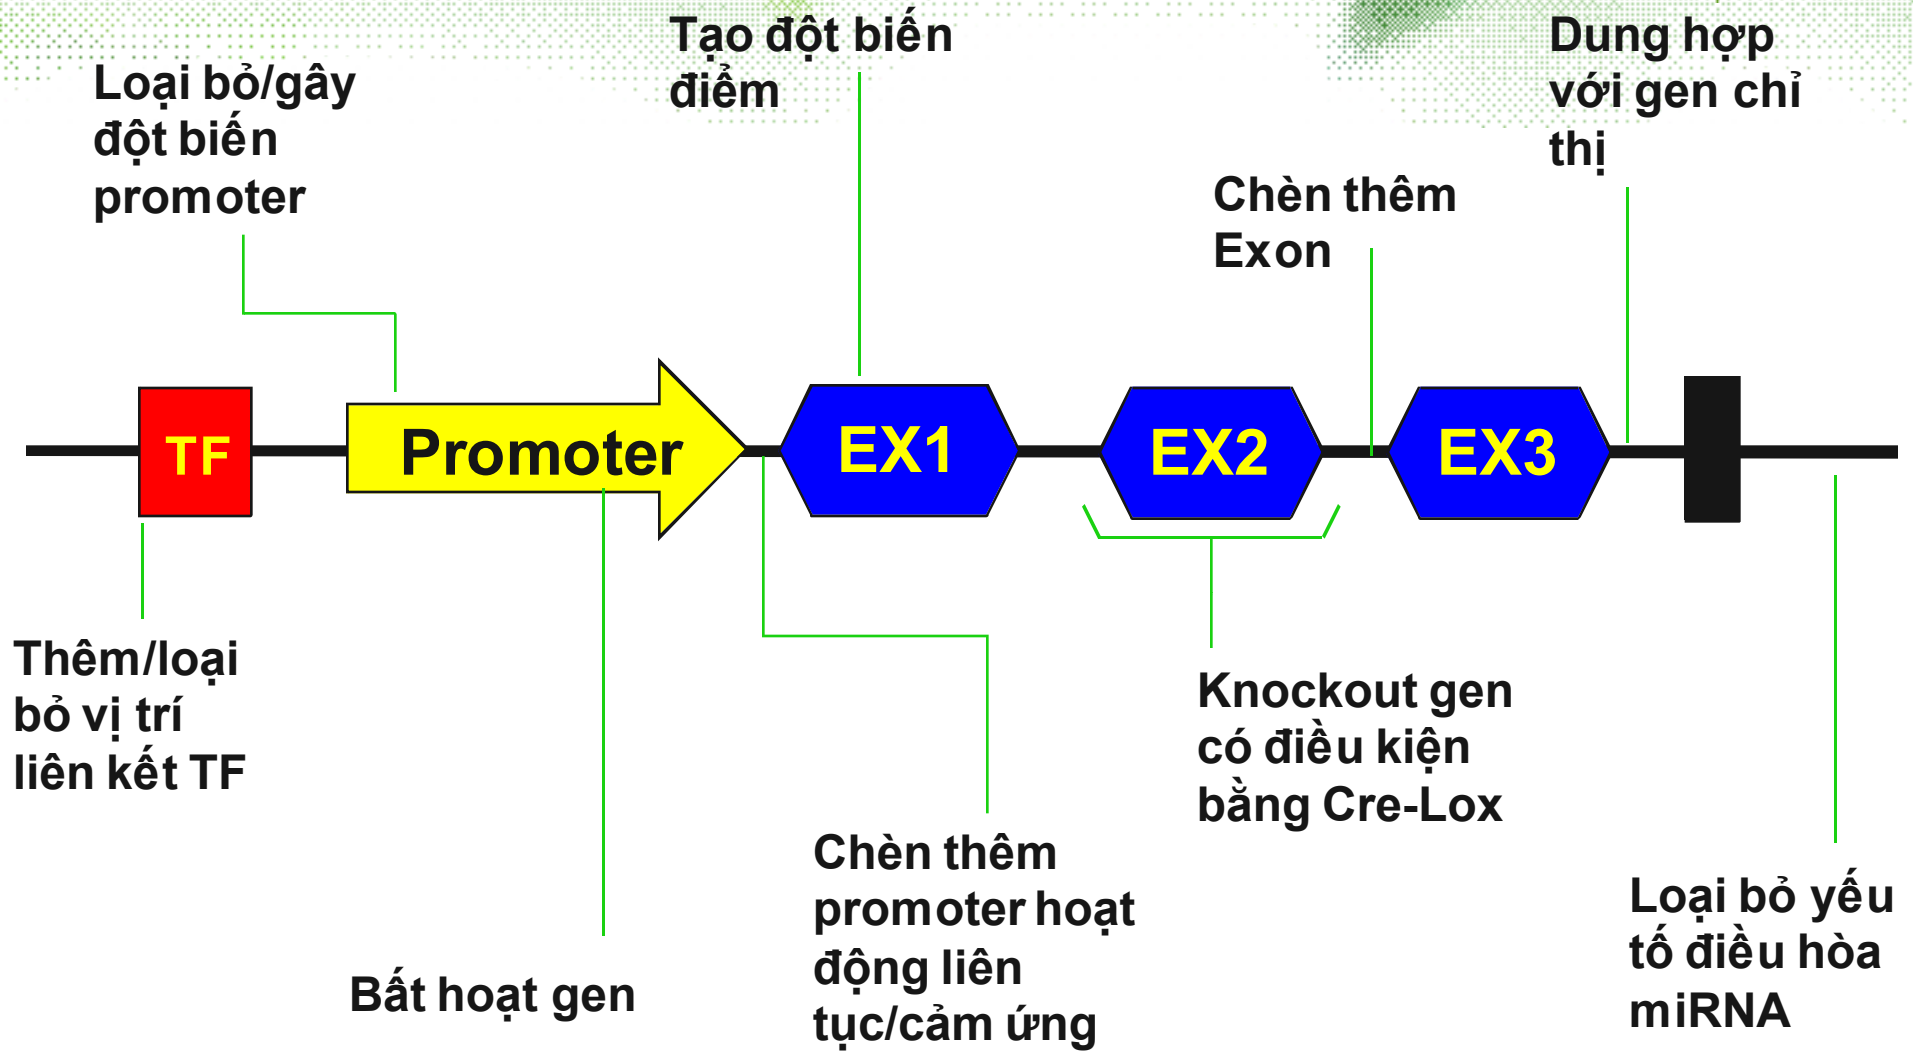 Loại bỏ/gây
đột biến
promoter
Tạo đột biến
điểm
Chèn thêm
Exon
Dung hợp
với gen chỉ
thị
TF
Promoter
EX1
EX2
EX3
Thêm/loại
bỏ vị trí
liên kết TF
Bất hoạt gen
Chèn thêm
promoter hoạt
động liên
tục/cảm ứng
Knockout gen
có điều kiện
bằng Cre-Lox
Loại bỏ yếu
tố điều hòa
miRNA